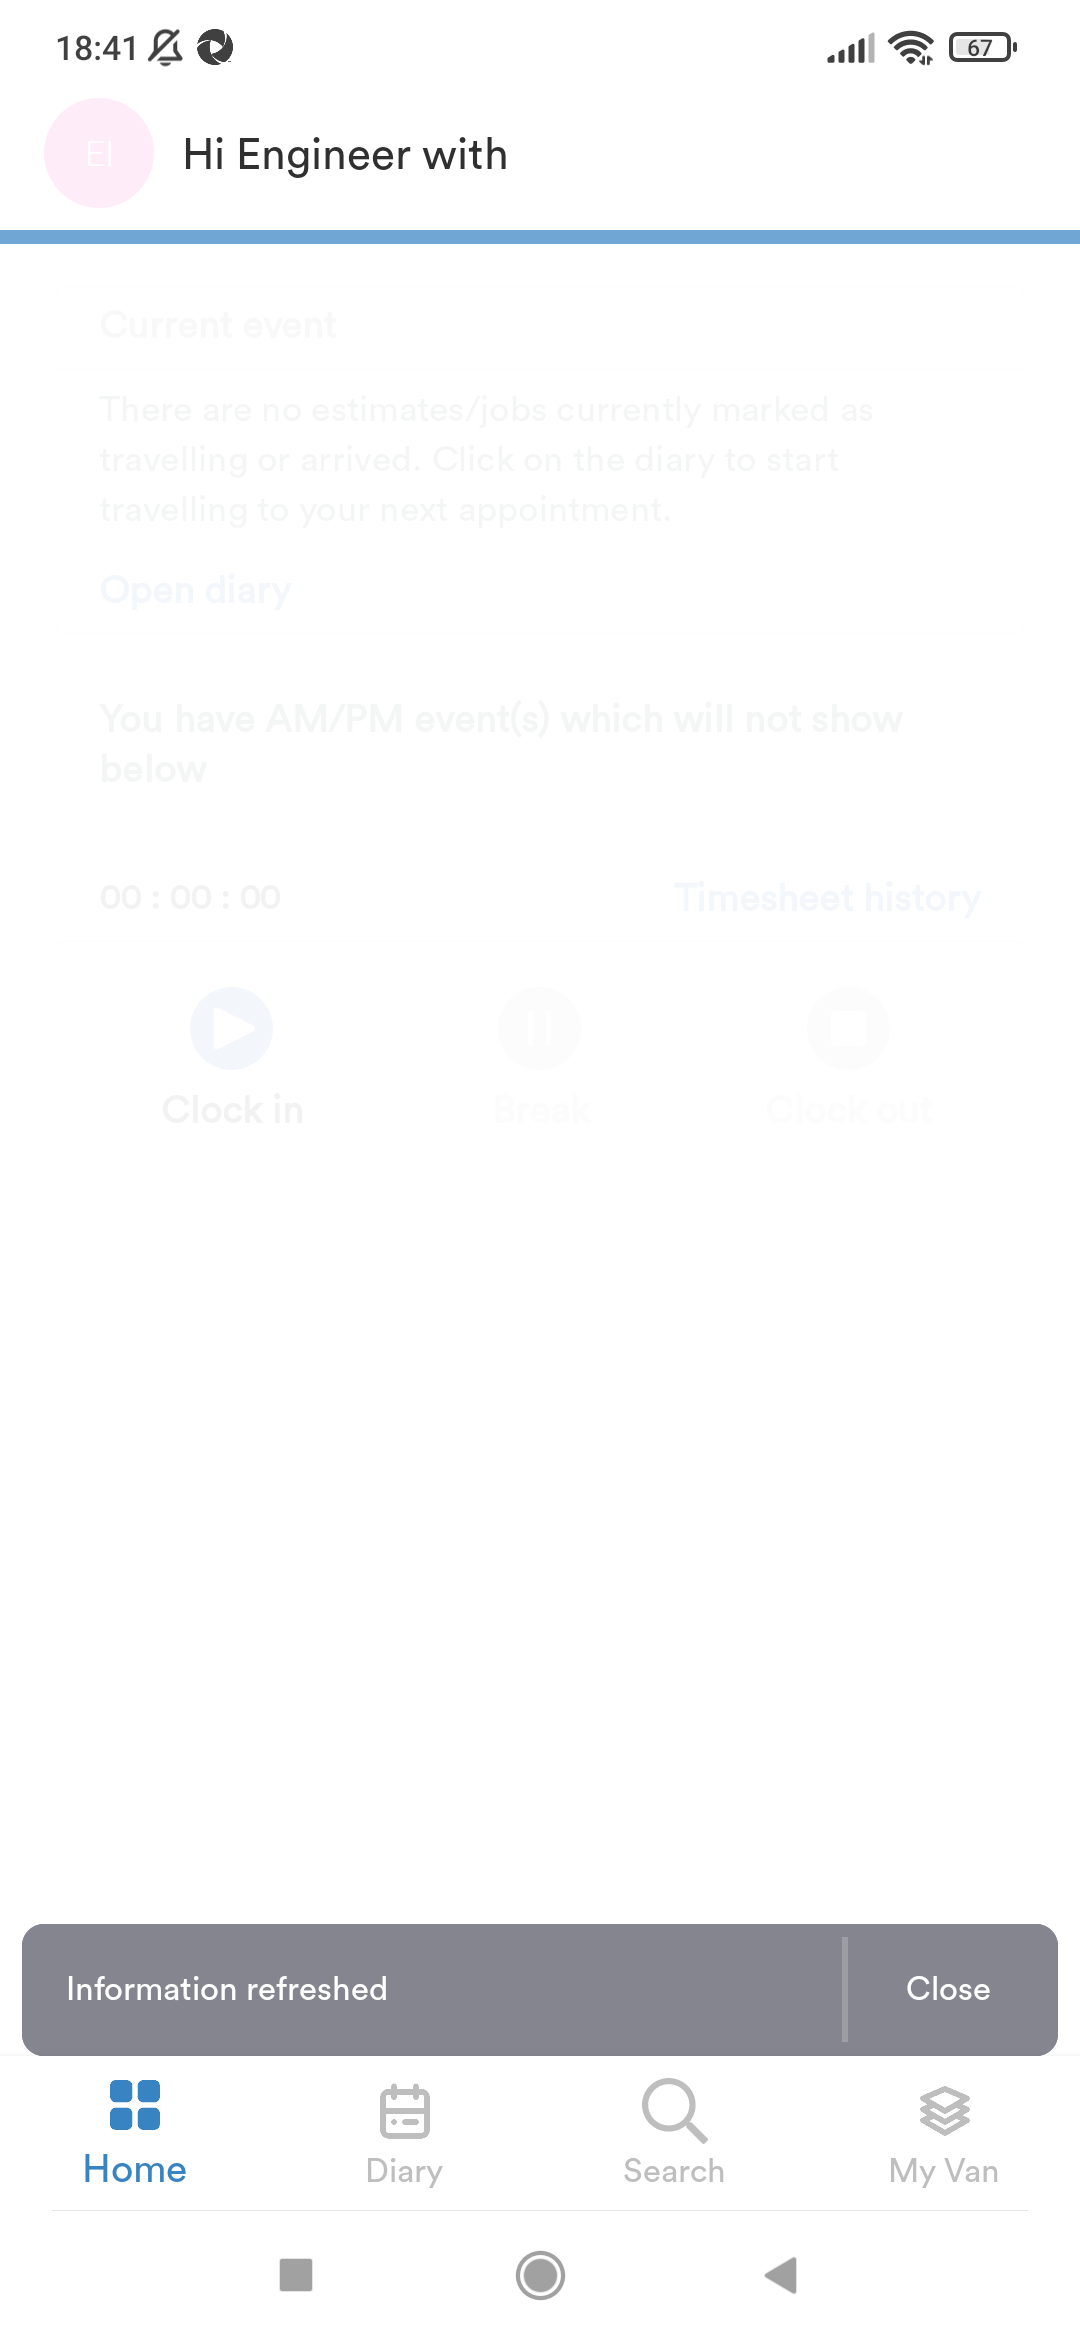 18:41
67
EI
Hi Engineer with
Current event
There are no estimates/jobs currently marked as
travelling or arrived. Click on the diary to start
travelling to your next appointment.
Open diary
You have AM/PM event(s) which will not show
below
00 : 00 : 00
Timesheet history
Clock in
Break
Clock out
Information refreshed
Close
Home
Diary
Search
My Van